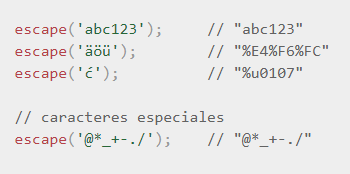 escape('abc123');     // "abc123"
escape('äöü');        // "%E4%F6%FC"
escape('ć');          // "%u0107"

// caracteres especiales
escape('@*_+-./');    // "@*_+-./"